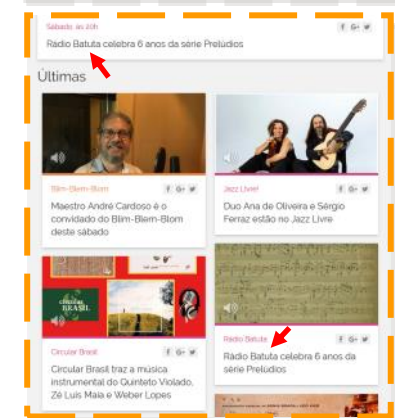 Sábado, às 20h
Rádio Batuta celebra 6 anos da série Prelúdios
Últimas
Blim-Blem-Blom
Maestro André Cardoso é o
convidado do Blim-Blem-Blom
deste sábado
Jazz Livre!
Duo Ana de Oliveira e Sérgio
Ferraz estão no Jazz Livre
circular
BRASIL
Circular Brasil
Circular Brasil traz a música
instrumental do Quinteto Violado,
Zé Luis Maia e Weber Lopes
Rádio Batuta
Rádio Batuta celebra 6 anos da
série Prelúdios